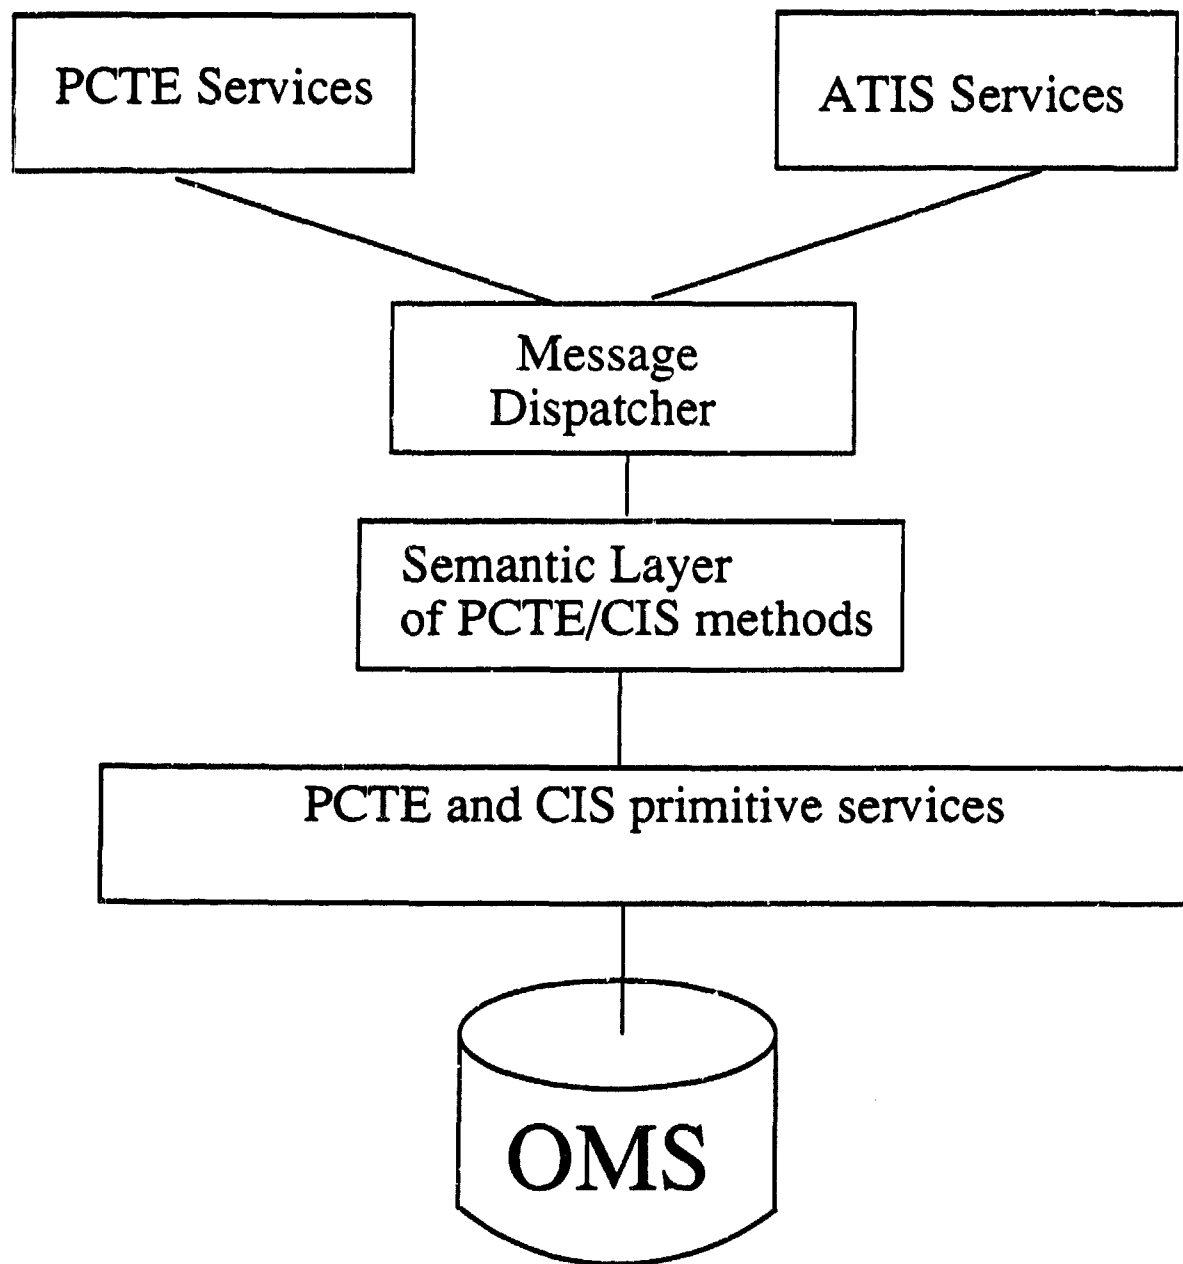 PCTE Services
ATIS Services
Message
Dispatcher
Semantic Layer
of PCTE/CIS methods
PCTE and CIS primitive services
OMS